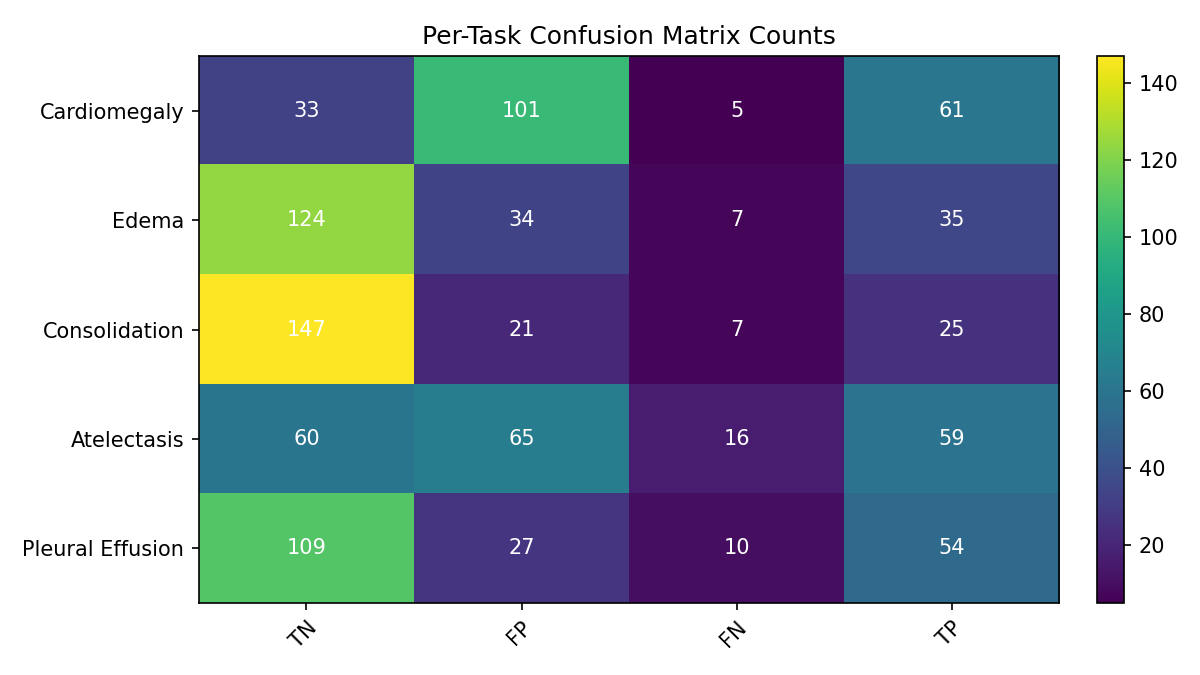 Per-Task Confusion Matrix Counts
Cardiomegaly 33 101 5 61
Edema 124 34 7 35
Consolidation 147 21 7 25
Atelectasis 60 65 16 59
Pleural Effusion 109 27 10 54
TN FP FN TP
140
120
100
80
60
40
20